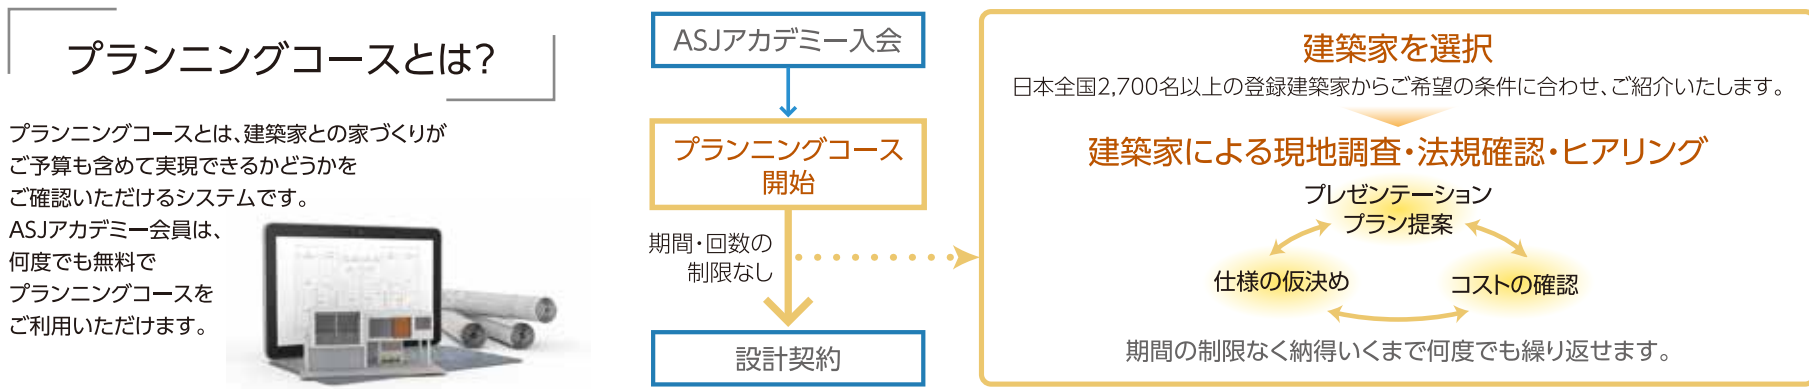 プランニングコースとは?
プランニングコースとは、建築家との家づくりが
ご予算も含めて実現できるかどうかを
ご確認いただけるシステムです。
ASJアカデミー会員は、
何度でも無料で
プランニングコースを
ご利用いただけます。
ASJアカデミー入会
プランニングコース
開始
期間・回数の
制限なし
設計契約
建築家を選択
日本全国2,700名以上の登録建築家からご希望の条件に合わせ、ご紹介いたします。
建築家による現地調査・法規確認・ヒアリング
プレゼンテーション
プラン提案
仕様の仮決め
コストの確認
期間の制限なく納得いくまで何度でも繰り返せます。